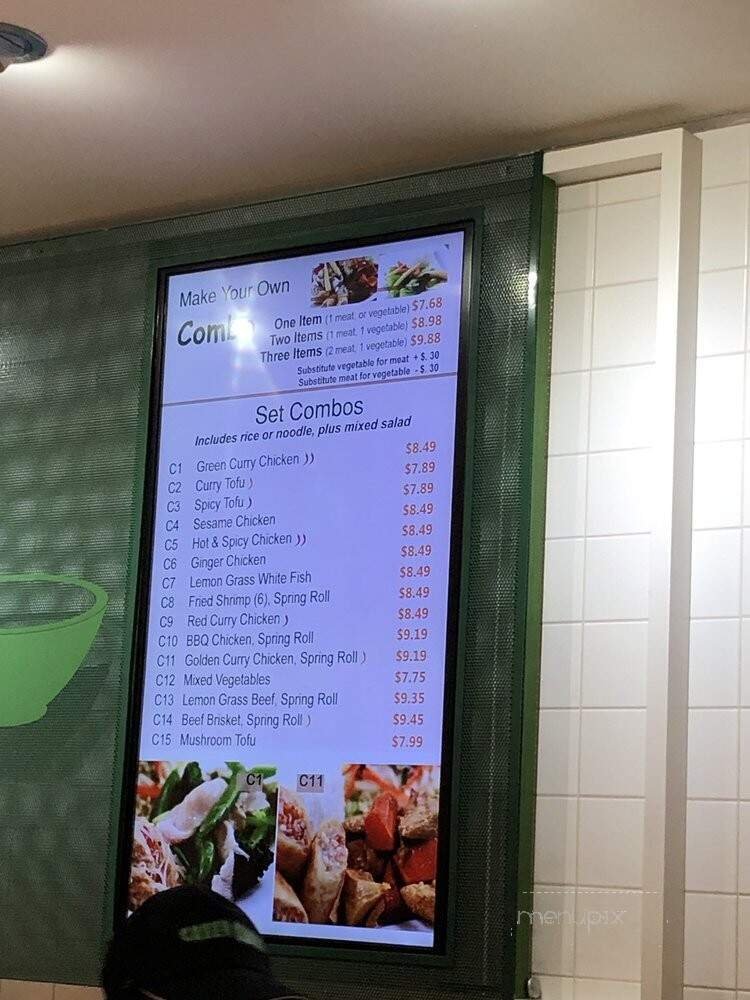 Make Your Own
Combo
One Item (1 meat, or vegetable) $7.68
Two Items (1 meat, 1 vegetable) $8.98
Three Items (2 meat, 1 vegetable) $9.88
Substitute vegetable for meat + $. 30
Substitute meat for vegetable - $. 30
Set Combos
Includes rice or noodle, plus mixed salad
C1 Green Curry Chicken )) $8.49
C2 Curry Tofu ) $7.89
C3 Spicy Tofu ) $7.89
C4 Sesame Chicken $8.49
C5 Hot & Spicy Chicken )) $8.49
C6 Ginger Chicken $8.49
C7 Lemon Grass White Fish $8.49
C8 Fried Shrimp (6), Spring Roll $8.49
C9 Red Curry Chicken ) $8.49
C10 BBQ Chicken, Spring Roll $9.19
C11 Golden Curry Chicken, Spring Roll ) $9.19
C12 Mixed Vegetables $7.75
C13 Lemon Grass Beef, Spring Roll $9.35
C14 Beef Brisket, Spring Roll ) $9.45
C15 Mushroom Tofu $7.99
C1 C11
menupix